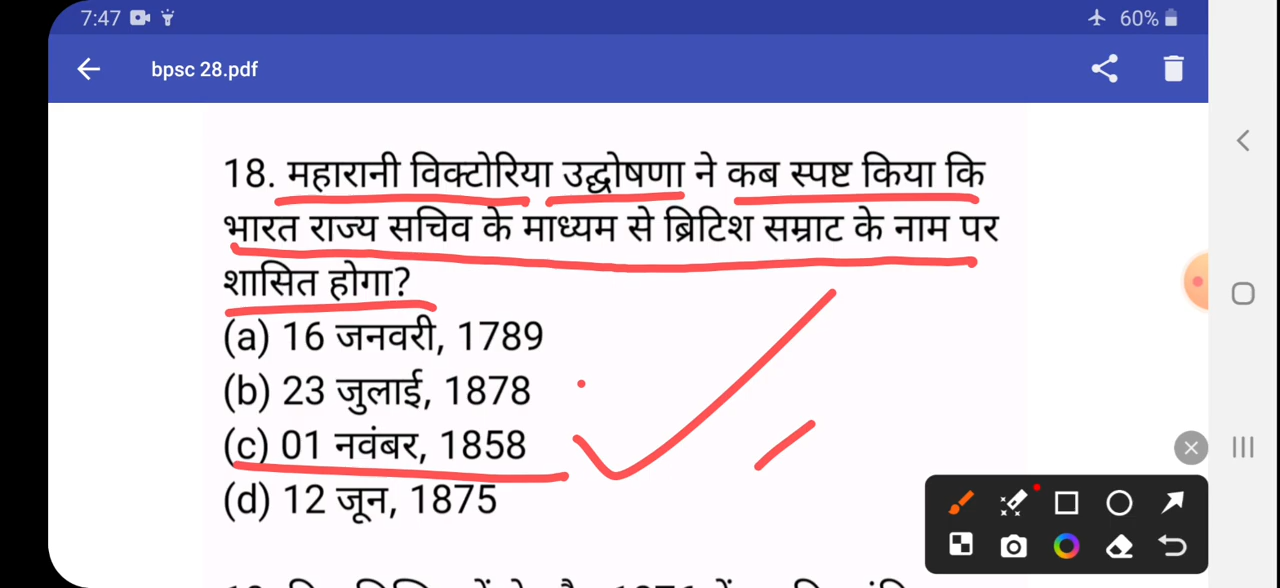 7:47
60%
bpsc 28.pdf
18. महारानी विक्टोरिया उद्घोषणा ने कब स्पष्ट किया कि
भारत राज्य सचिव के माध्यम से ब्रिटिश सम्राट के नाम पर
शासित होगा?
(a) 16 जनवरी, 1789
(b) 23 जुलाई, 1878
(c) 01 नवंबर, 1858
(d) 12 जून, 1875